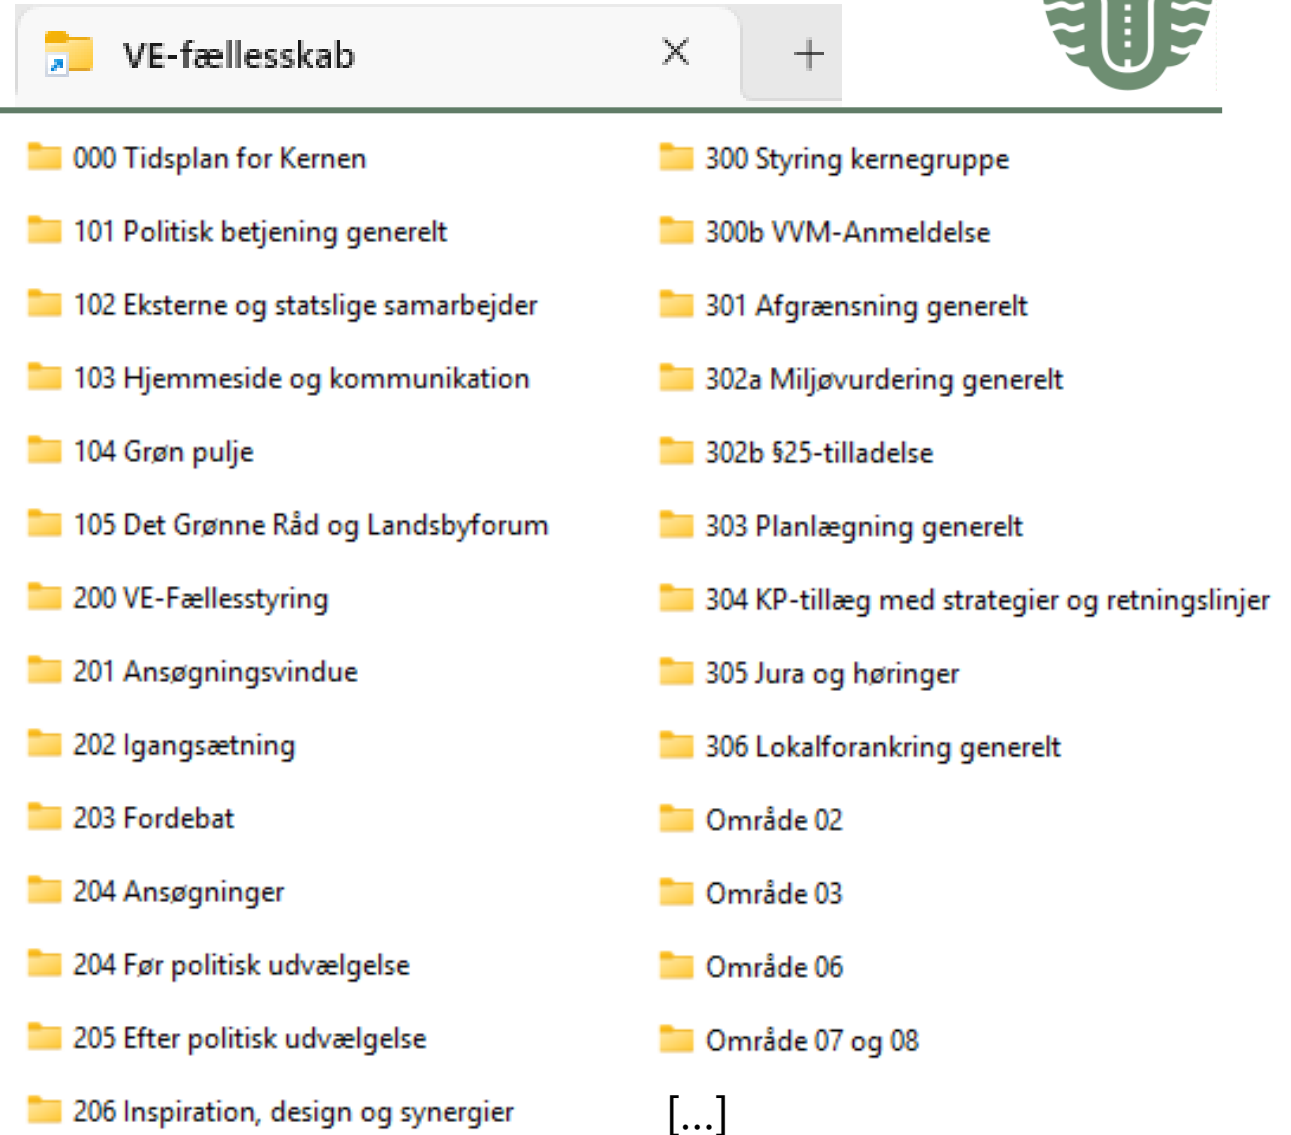 VE-fællesskab
000 Tidsplan for Kernen
101 Politisk betjening generelt
102 Eksterne og statslige samarbejder
103 Hjemmeside og kommunikation
104 Grøn pulje
105 Det Grønne Råd og Landsbyforum
200 VE-Fællesstyring
201 Ansøgningsvindue
202 Igangsætning
203 Fordebat
204 Ansøgninger
204 Før politisk udvælgelse
205 Efter politisk udvælgelse
206 Inspiration, design og synergier
300 Styring kernegruppe
300b VVM-Anmeldelse
301 Afgrænsning generelt
302a Miljøvurdering generelt
302b §25-tilladelse
303 Planlægning generelt
304 KP-tillæg med strategier og retningslinjer
305 Jura og høringer
306 Lokalforankring generelt
Område 02
Område 03
Område 06
Område 07 og 08
[...]